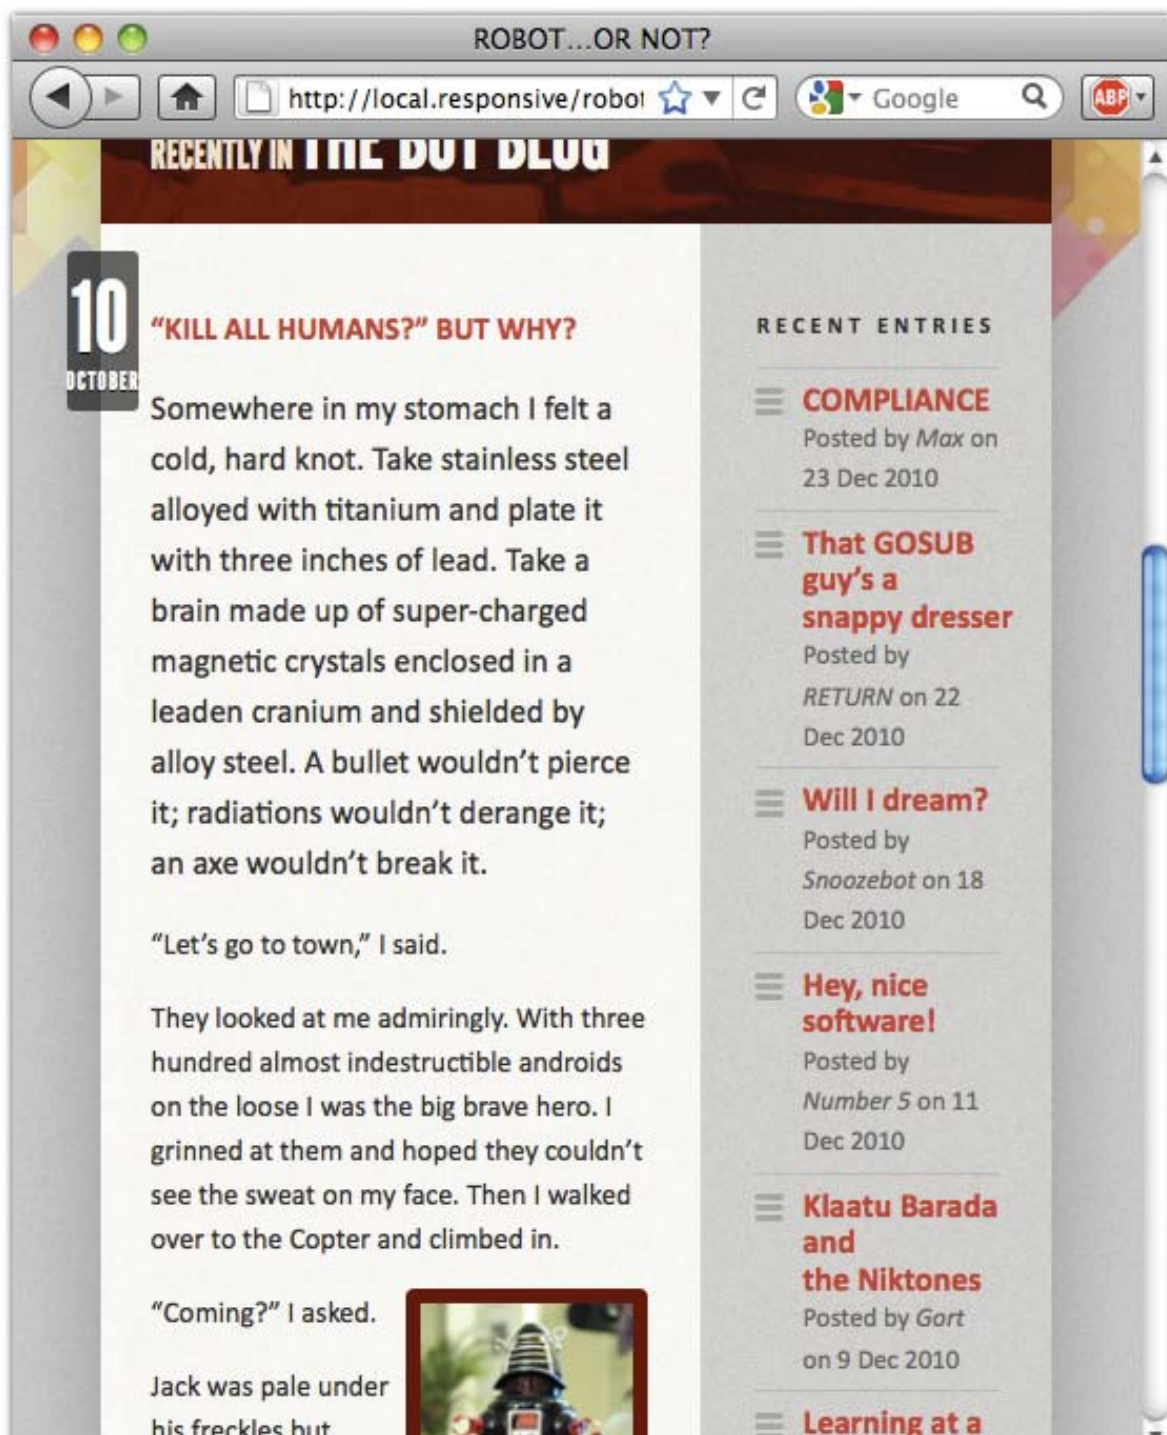 ROBOT...OR NOT?
http://local.responsive/robot
Google
ABP
RECENTLY IN THE BOT BLOG
10
OCTOBER
“KILL ALL HUMANS?” BUT WHY?
Somewhere in my stomach I felt a
cold, hard knot. Take stainless steel
alloyed with titanium and plate it
with three inches of lead. Take a
brain made up of super-charged
magnetic crystals enclosed in a
leaden cranium and shielded by
alloy steel. A bullet wouldn’t pierce
it; radiations wouldn’t derange it;
an axe wouldn’t break it.
“Let’s go to town,” I said.
They looked at me admiringly. With three
hundred almost indestructible androids
on the loose I was the big brave hero. I
grinned at them and hoped they couldn’t
see the sweat on my face. Then I walked
over to the Copter and climbed in.
“Coming?” I asked.
Jack was pale under
his freckles but
RECENT ENTRIES
COMPLIANCE
Posted by Max on
23 Dec 2010
That GOSUB
guy’s a
snappy dresser
Posted by
RETURN on 22
Dec 2010
Will I dream?
Posted by
Snoozebot on 18
Dec 2010
Hey, nice
software!
Posted by
Number 5 on 11
Dec 2010
Klaatu Barada
and
the Niktones
Posted by Gort
on 9 Dec 2010
Learning at a